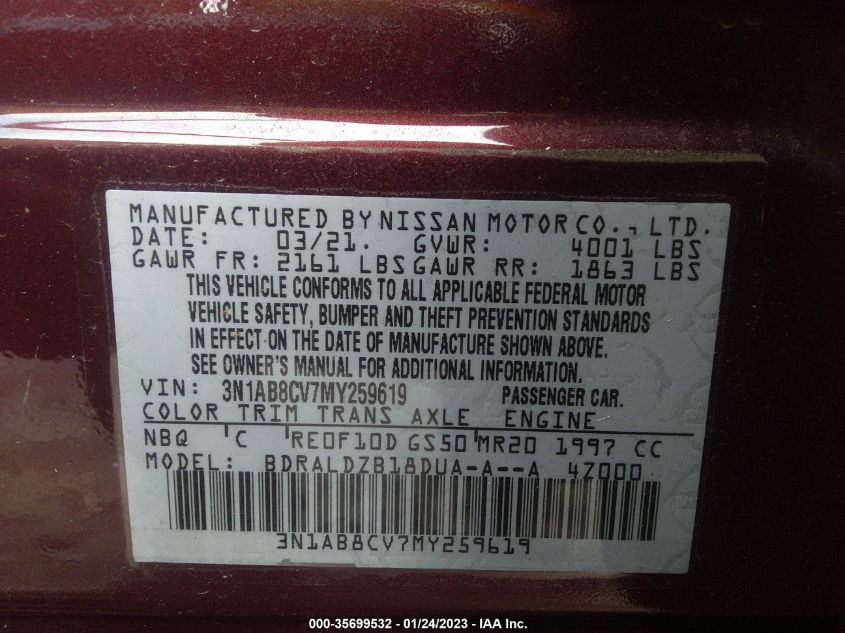 MANUFACTURED BY NISSAN MOTOR CO., LTD.
DATE: 03/21. GVWR: 4001 LBS
GAWR FR: 2161 LBS GAWR RR: 1863 LBS
THIS VEHICLE CONFORMS TO ALL APPLICABLE FEDERAL MOTOR
VEHICLE SAFETY, BUMPER AND THEFT PREVENTION STANDARDS
IN EFFECT ON THE DATE OF MANUFACTURE SHOWN ABOVE.
SEE OWNER'S MANUAL FOR ADDITIONAL INFORMATION.
VIN: 3N1AB8CV7MY259619 PASSENGER CAR.
COLOR TRIM TRANS AXLE ENGINE
NBQ 'C 'RE0F10D GS50 'MR20 1997 CC
MODEL: BDRALDZB18DUA-A--A 4Z000
3N1AB8CV7MY259619
000-35699532 - 01/24/2023 - IAA Inc.